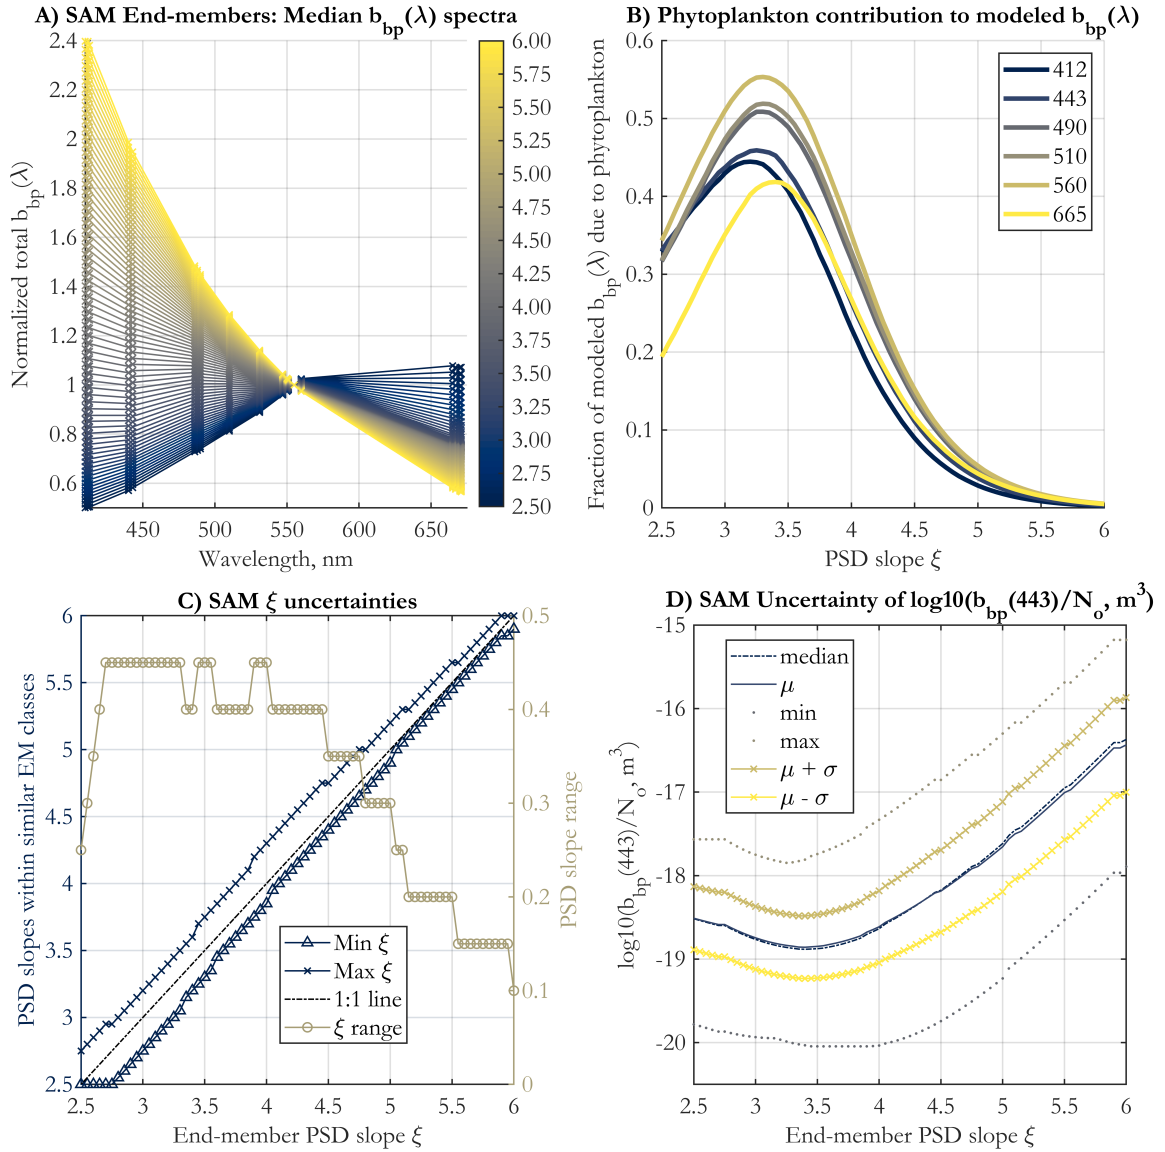 A) SAM End-members: Median b_bp(λ) spectra
Normalized total b_bp(λ)
2.4
2.2
2
1.8
1.6
1.4
1.2
1
0.8
0.6
450 500 550 600 650
Wavelength, nm
6.00
5.75
5.50
5.25
5.00
4.75
4.50
4.25
4.00
3.75
3.50
3.25
3.00
2.75
2.50
B) Phytoplankton contribution to modeled b_bp(λ)
Fraction of modeled b_bp(λ) due to phytoplankton
0.6
0.5
0.4
0.3
0.2
0.1
0
412
443
490
510
560
665
2.5 3 3.5 4 4.5 5 5.5 6
PSD slope ξ
C) SAM ξ uncertainties
PSD slopes within similar EM classes
6
5.5
5
4.5
4
3.5
3
2.5
Min ξ
Max ξ
1:1 line
ξ range
0.5
0.4
0.3
0.2
0.1
0
PSD slope range
2.5 3 3.5 4 4.5 5 5.5 6
End-member PSD slope ξ
D) SAM Uncertainty of log10(b_bp(443)/N_o, m³)
log10(b_bp(443)/N_o, m³)
-15
-16
-17
-18
-19
-20
median
μ
min
max
μ + σ
μ - σ
2.5 3 3.5 4 4.5 5 5.5 6
End-member PSD slope ξ